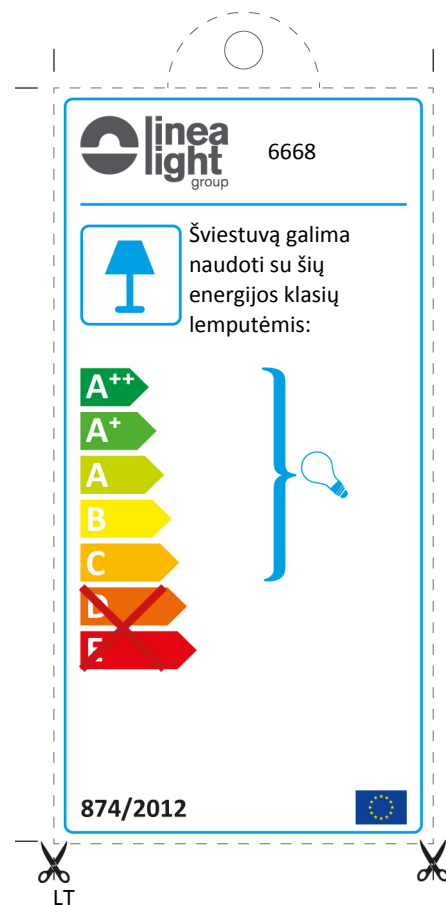 linea
light
group
6668
Šviestuvą galima
naudoti su šių
energijos klasių
lemputėmis:
A++
A+
A
B
C
D
E
874/2012
LT